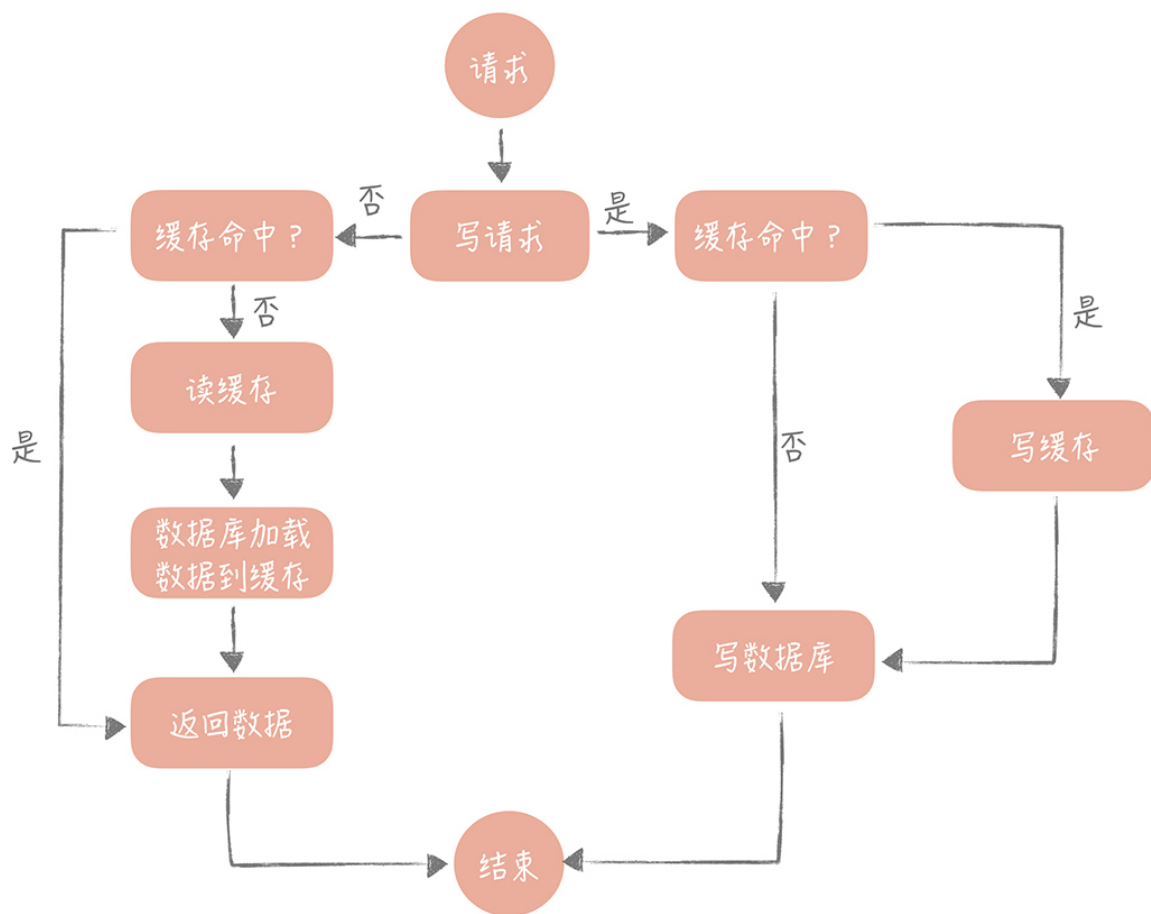 请求
否
写请求
是
缓存命中？
缓存命中？
否
是
读缓存
写缓存
是
否
数据库加载
数据到缓存
写数据库
返回数据
结束